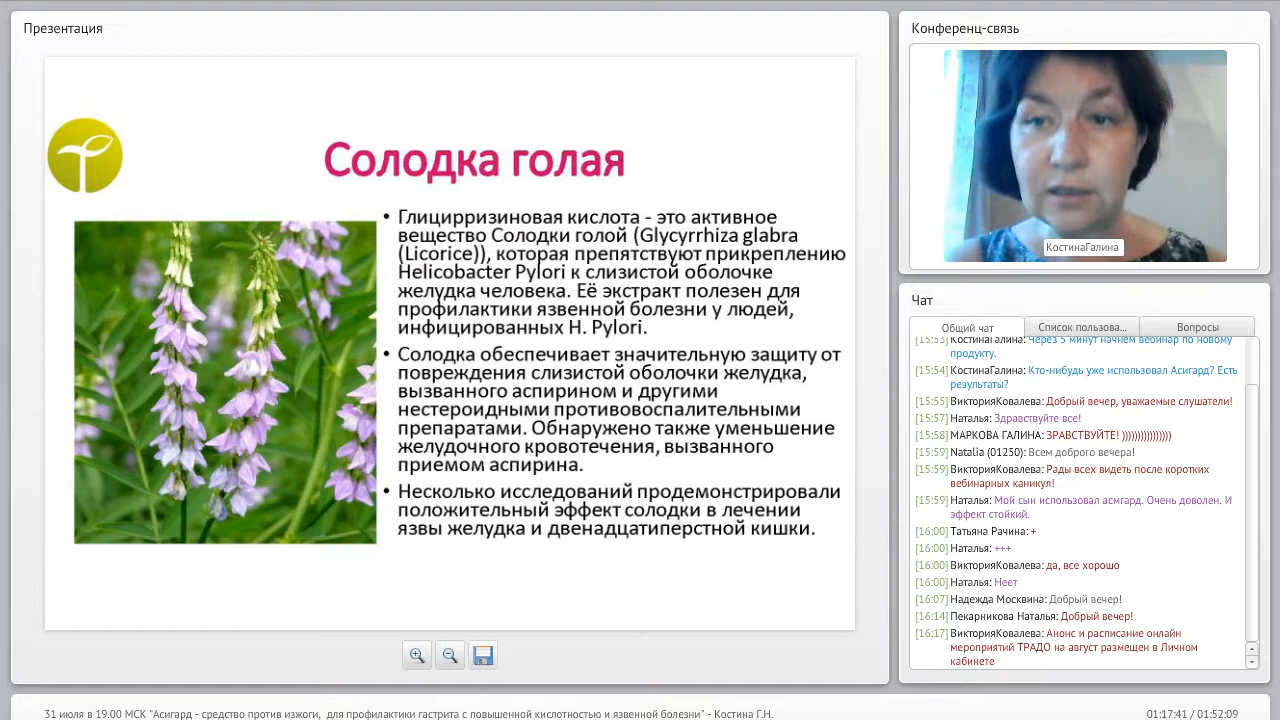 Презентация
Солодка голая
• Глицирризиновая кислота - это активное
вещество Солодки голой (Glycyrrhiza glabra
(Licorice)), которая препятствуют прикреплению
Helicobacter Pylori к слизистой оболочке
желудка человека. Её экстракт полезен для
профилактики язвенной болезни у людей,
инфицированных H. Pylori.
• Солодка обеспечивает значительную защиту от
повреждения слизистой оболочки желудка,
вызванного аспирином и другими
нестероидными противовоспалительными
препаратами. Обнаружено также уменьшение
желудочного кровотечения, вызванного
приемом аспирина.
• Несколько исследований продемонстрировали
положительный эффект солодки в лечении
язвы желудка и двенадцатиперстной кишки.
Конференц-связь
КостинаГалина
Чат
Общий чат
Список пользова...
Вопросы
[15:53] КостинаГалина: Через 5 минут начнем вебинар по новому
продукту.
[15:54] КостинаГалина: Кто-нибудь уже использовал Асигард? Есть
результаты?
[15:55] ВикторияКовалева: Добрый вечер, уважаемые слушатели!
[15:57] Наталья: Здравствуйте все!
[15:58] МАРКОВА ГАЛИНА: ЗРАВСТВУЙТЕ! )))))))))))))))))
[15:59] Natalia (01250): Всем доброго вечера!
[15:59] ВикторияКовалева: Рады всех видеть после коротких
вебинарных каникул!
[15:59] Наталья: Мой сын использовал асмгард. Очень доволен. И
эффект стойкий.
[16:00] Татьяна Рачина: +
[16:00] Наталья: +++
[16:00] ВикторияКовалева: да, все хорошо
[16:00] Наталья: Неет
[16:07] Надежда Москвина: Добрый вечер!
[16:14] Пекарникова Наталья: Добрый вечер!
[16:17] ВикторияКовалева: Анонс и расписание онлайн
мероприятий ТРАДО на август размещен в Личном
кабинете
31 июля в 19.00 МСК "Асигард - средство против изжоги, для профилактики гастрита с повышенной кислотностью и язвенной болезни" - Костина Г.Н.
01:17:41 / 01:52:09